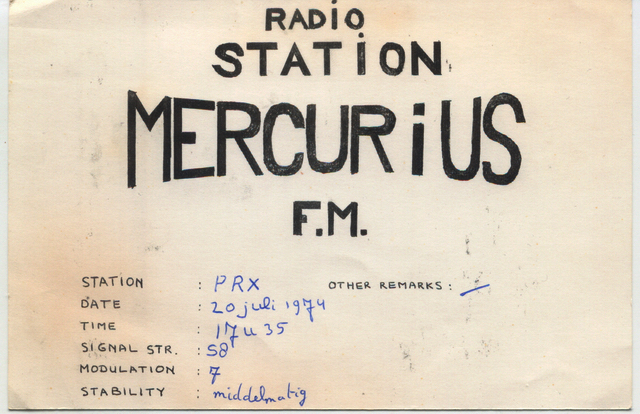 RADiO
STATiON
MERCURiUS
F.M.
STATION : PRX OTHER REMARKS : —
DATE : 20 juli 1974
TIME : 17 u 35
SIGNAL STR. : S8
MODULATION : 7
STABILITY : middelmatig